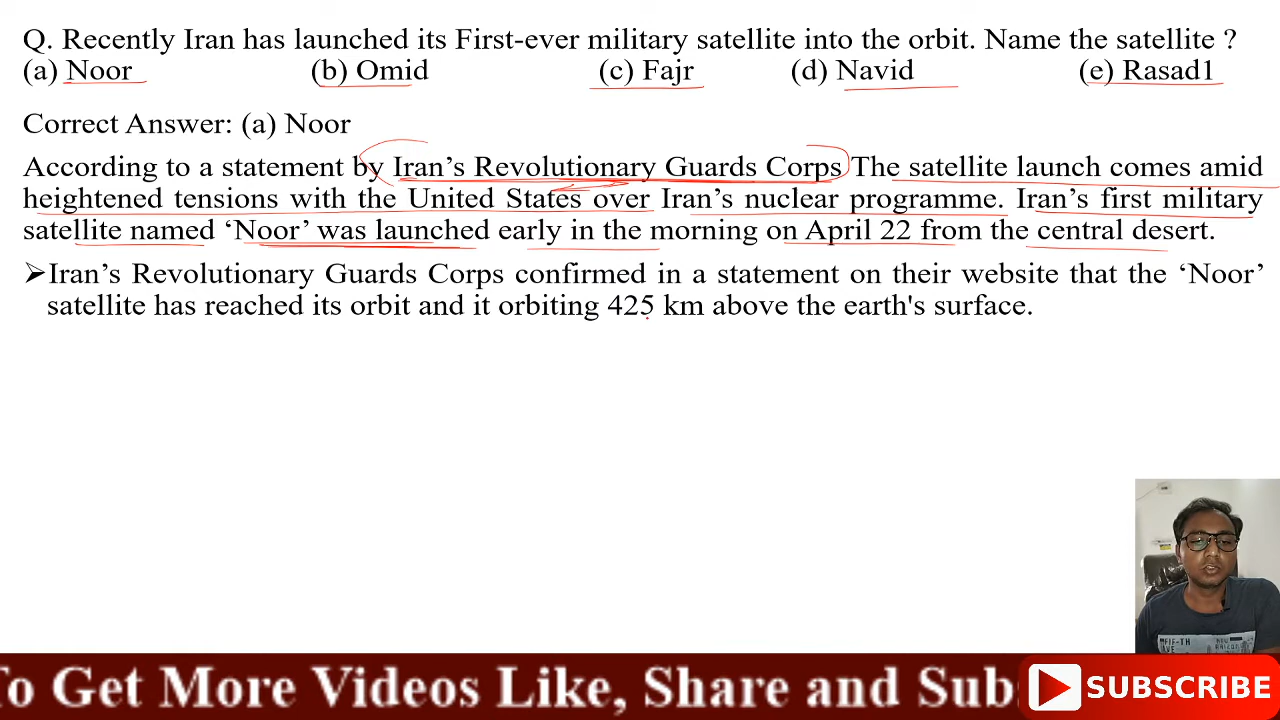 Q. Recently Iran has launched its First-ever military satellite into the orbit. Name the satellite ?
(a) Noor (b) Omid (c) Fajr (d) Navid (e) Rasad1
Correct Answer: (a) Noor
According to a statement by Iran’s Revolutionary Guards Corps The satellite launch comes amid
heightened tensions with the United States over Iran’s nuclear programme. Iran’s first military
satellite named ‘Noor’ was launched early in the morning on April 22 from the central desert.
➢Iran’s Revolutionary Guards Corps confirmed in a statement on their website that the ‘Noor’
satellite has reached its orbit and it orbiting 425 km above the earth's surface.
FIF-TH
To Get More Videos Like, Share and Subs
SUBSCRIBE